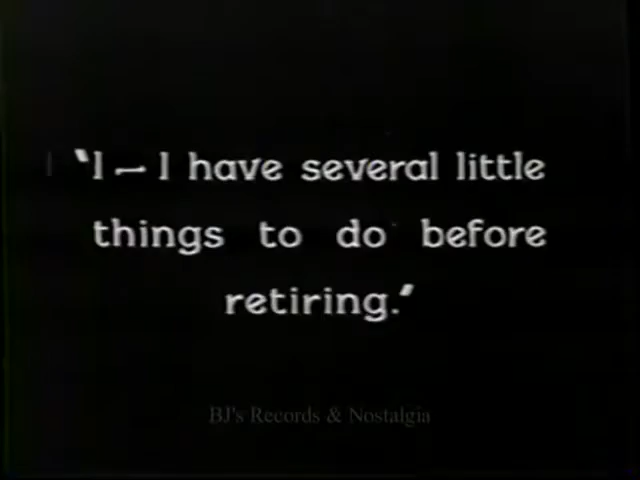 "I — I have several little
things to do before
retiring."
BJ's Records & Nostalgia